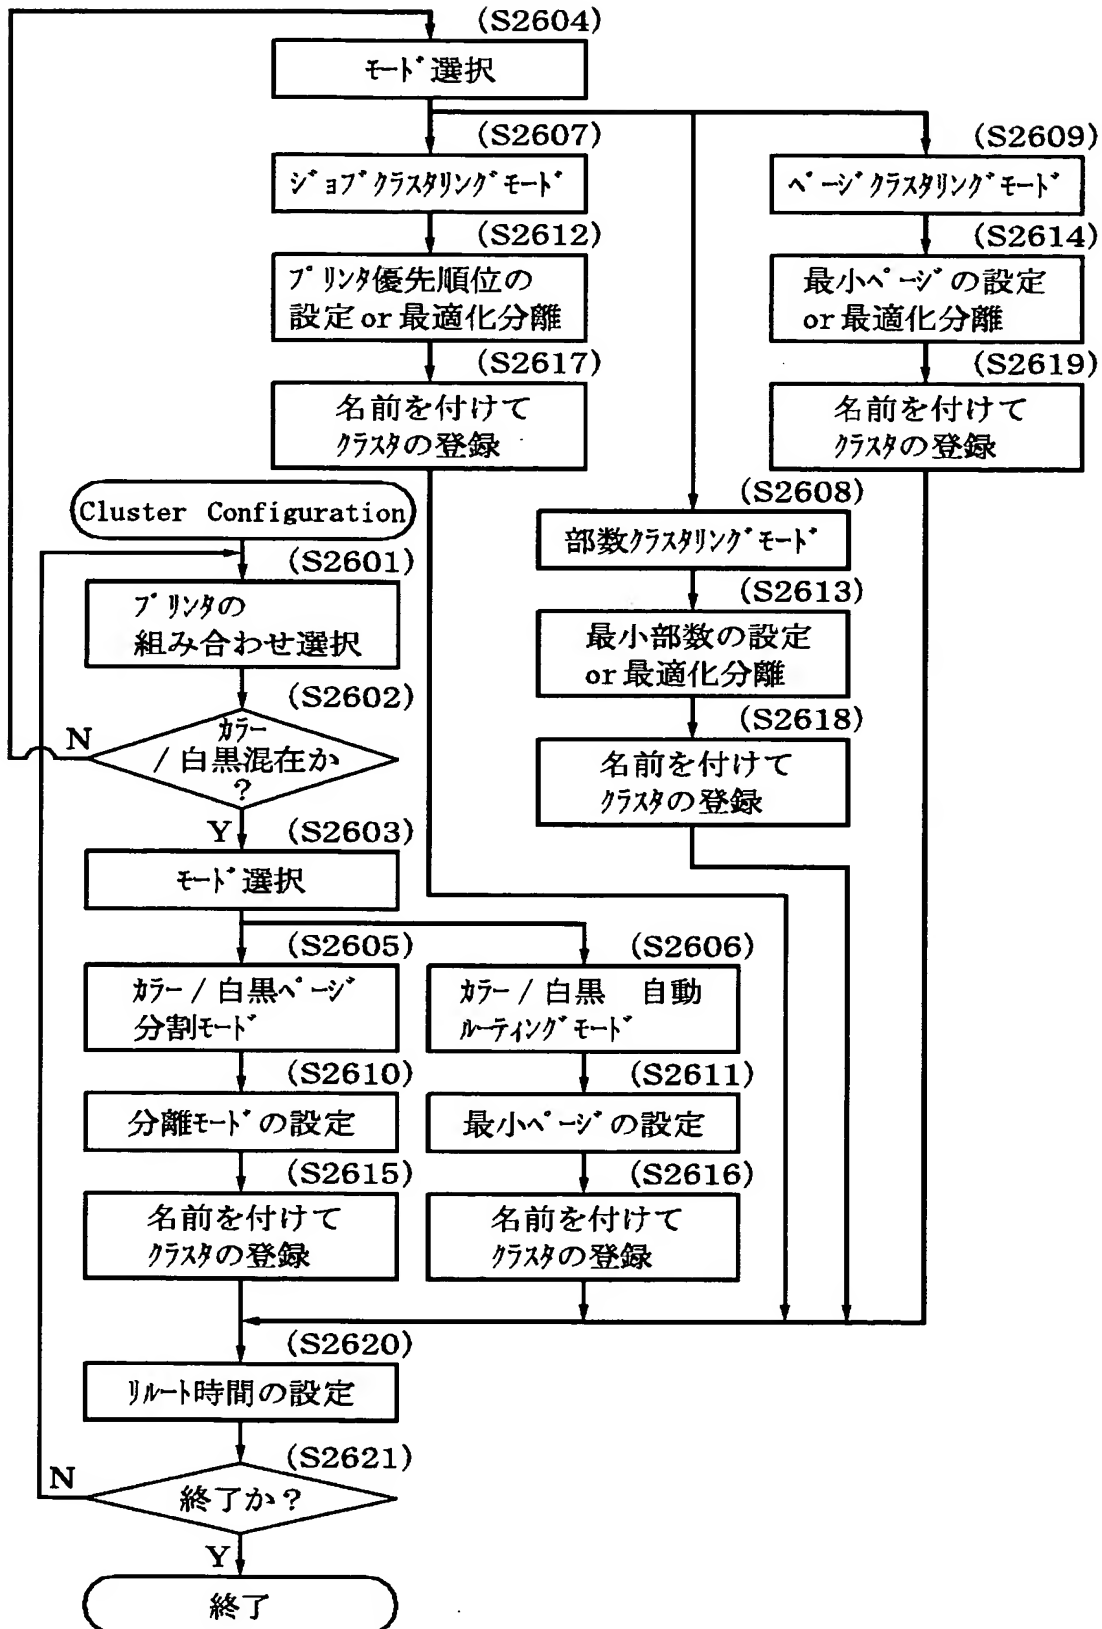 (S2604)
ﾓｰﾄﾞ選択
(S2607)
ｼﾞｮﾌﾞｸﾗｽﾀﾘﾝｸﾞﾓｰﾄﾞ
(S2609)
ﾍﾟｰｼﾞｸﾗｽﾀﾘﾝｸﾞﾓｰﾄﾞ
(S2612)
ﾌﾟﾘﾝﾀ優先順位の
設定or最適化分離
(S2614)
最小ﾍﾟｰｼﾞの設定
or最適化分離
(S2617)
名前を付けて
ｸﾗｽﾀの登録
(S2619)
名前を付けて
ｸﾗｽﾀの登録
Cluster Configuration
(S2608)
部数ｸﾗｽﾀﾘﾝｸﾞﾓｰﾄﾞ
(S2601)
ﾌﾟﾘﾝﾀの
組み合わせ選択
(S2613)
最小部数の設定
or最適化分離
(S2602)
ｶﾗｰ
/白黒混在か
?
N
Y
(S2618)
名前を付けて
ｸﾗｽﾀの登録
(S2603)
ﾓｰﾄﾞ選択
(S2605)
ｶﾗｰ/白黒ﾍﾟｰｼﾞ
分割ﾓｰﾄﾞ
(S2606)
ｶﾗｰ/白黒 自動
ﾙｰﾃｨﾝｸﾞﾓｰﾄﾞ
(S2610)
分離ﾓｰﾄﾞの設定
(S2611)
最小ﾍﾟｰｼﾞの設定
(S2615)
名前を付けて
ｸﾗｽﾀの登録
(S2616)
名前を付けて
ｸﾗｽﾀの登録
(S2620)
ﾘﾙｰﾄ時間の設定
(S2621)
終了か?
N
Y
終了